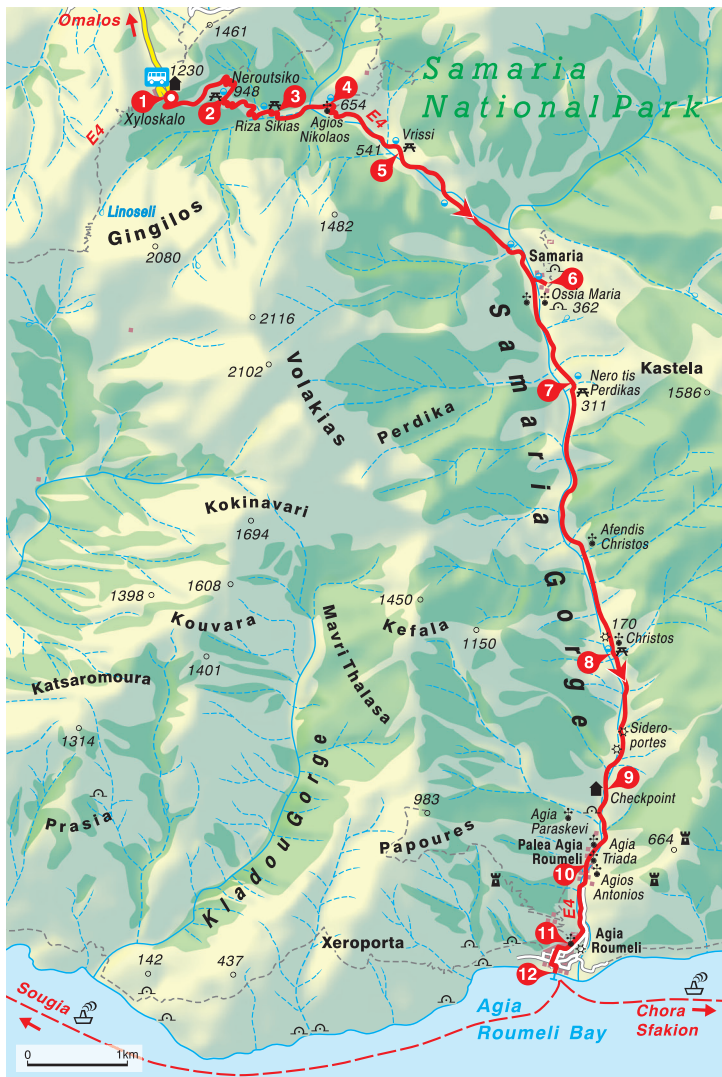 Omalos
1461
1230
Neroutsiko
948
1
Xyloskalo
2
3
Riza Sikias
4
654
Agios
Nikolaos
E4
E4
Samaria
National Park
Vrissi
541
5
Linoseli
Gingilos
2080
1482
Samaria
6
Ossia Maria
362
2116
2102
Volakias
Perdika
Samaria Gorge
7
Nero tis
Perdikas
311
Kastela
1586
Kokinavari
1694
Afendis
Christos
1398
1608
Kouvara
1401
1450
Kefala
1150
Mavri Thalasa
170
Christos
8
Katsaromoura
1314
Sidero-
portes
9
Checkpoint
Prasia
Kladou Gorge
983
Papoures
Agia
Paraskevi
Palea Agia
Roumeli
Agia
Triada
664
10
Agios
Antonios
E4
Xeroporta
11
Agia
Roumeli
12
142
437
Sougia
Agia
Roumeli Bay
Chora
Sfakion
0
1km